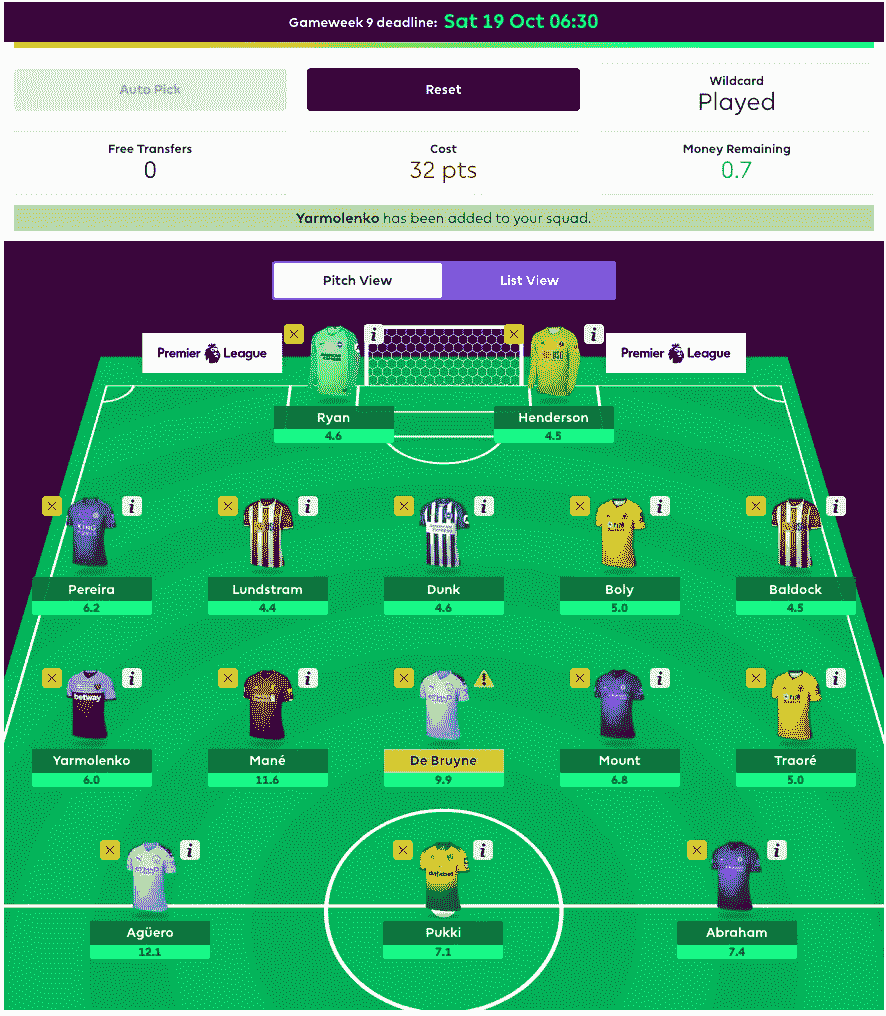 Gameweek 9 deadline: Sat 19 Oct 06:30
Auto Pick
Reset
Wildcard
Played
Free Transfers
0
Cost
32 pts
Money Remaining
0.7
Yarmolenko has been added to your squad.
Pitch View
List View
Premier League
Premier League
Ryan
4.6
Henderson
4.5
Pereira
6.2
Lundstram
4.4
Dunk
4.6
Boly
5.0
Baldock
4.5
betway
Yarmolenko
6.0
Mané
11.6
De Bruyne
9.9
Mount
6.8
Traoré
5.0
Agüero
12.1
Pukki
7.1
Abraham
7.4